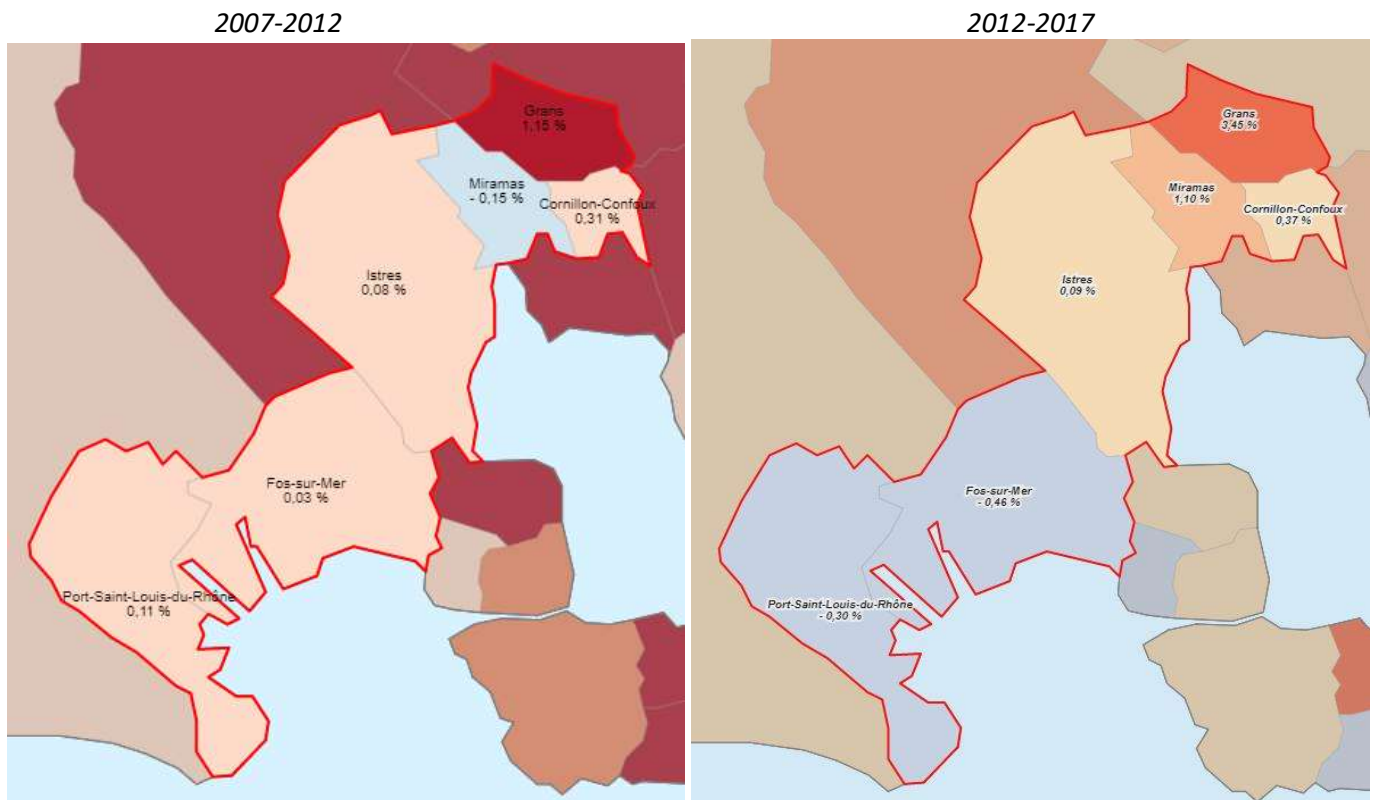 2007-2012
2012-2017
Grans
1,15 %
Miramas
- 0,15 %
Cornillon-Confoux
0,31 %
Istres
0,08 %
Fos-sur-Mer
0,03 %
Port-Saint-Louis-du-Rhône
0,11 %
Grans
3,45 %
Miramas
1,10 %
Cornillon-Confoux
0,37 %
Istres
0,09 %
Fos-sur-Mer
- 0,46 %
Port-Saint-Louis-du-Rhône
- 0,30 %